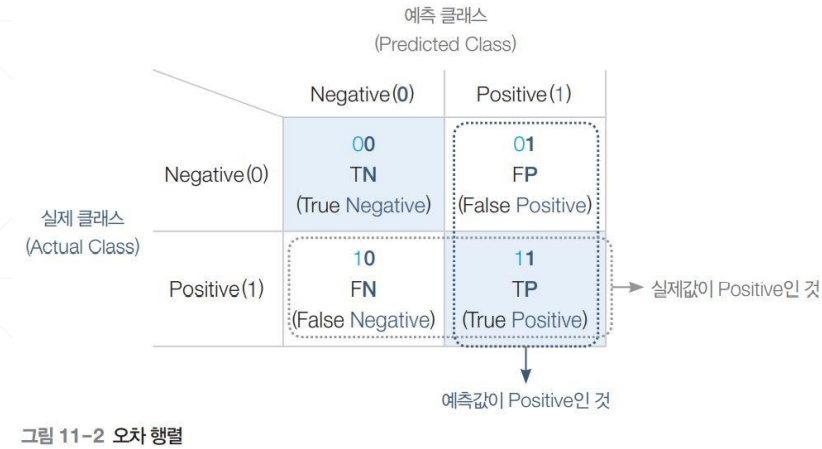 예측 클래스
(Predicted Class)
Negative(0) Positive(1)
Negative(0)
00
TN
(True Negative)
01
FP
(False Positive)
실제 클래스
(Actual Class)
Positive(1)
10
FN
(False Negative)
11
TP
(True Positive)
실제값이 Positive인 것
예측값이 Positive인 것
그림 11-2 오차 행렬